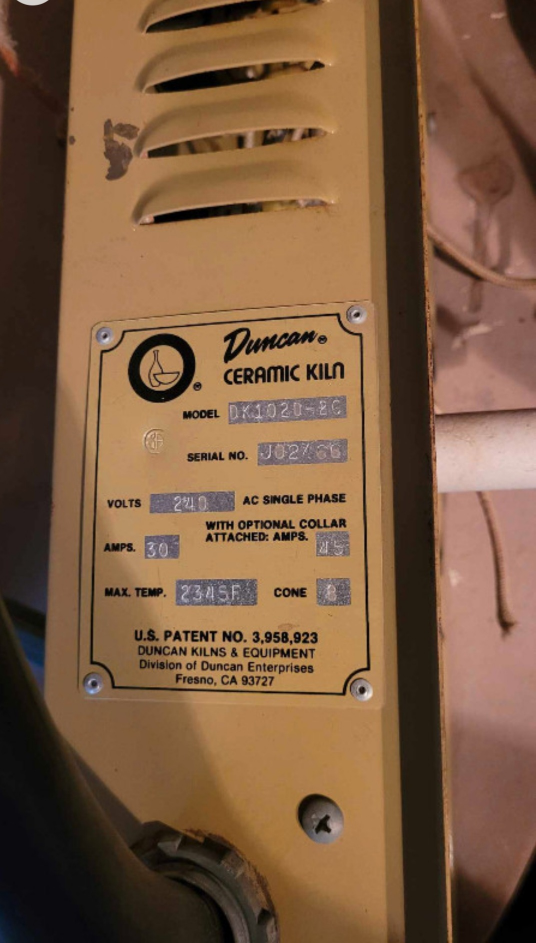 Duncan®
CERAMIC KILN
MODEL DK1020-2C
SERIAL NO.
VOLTS 240 AC SINGLE PHASE
WITH OPTIONAL COLLAR
AMPS. 30 ATTACHED: AMPS. 45
MAX. TEMP. 2345F CONE 8
U.S. PATENT NO. 3,958,923
DUNCAN KILNS & EQUIPMENT
Division of Duncan Enterprises
Fresno, CA 93727